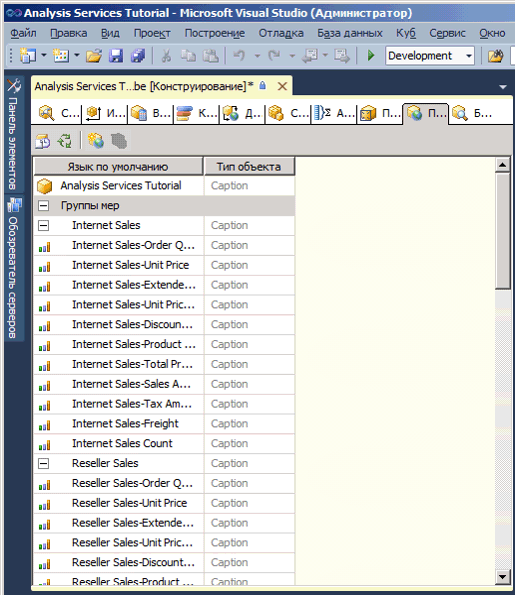 Analysis Services Tutorial - Microsoft Visual Studio (Администратор)
Файл Правка Вид Проект Построение Отладка База данных Куб Сервис Окно
Development
Analysis Services T...be [Конструирование]*
С... И... В... К... Д... С... А... П... П... Б...
Панель элементов
Обозреватель серверов
Язык по умолчанию Тип объекта
Analysis Services Tutorial Caption
Группы мер
Internet Sales Caption
Internet Sales-Order Q... Caption
Internet Sales-Unit Price Caption
Internet Sales-Extende... Caption
Internet Sales-Unit Pric... Caption
Internet Sales-Discoun... Caption
Internet Sales-Product ... Caption
Internet Sales-Total Pr... Caption
Internet Sales-Sales A... Caption
Internet Sales-Tax Am... Caption
Internet Sales-Freight Caption
Internet Sales Count Caption
Reseller Sales Caption
Reseller Sales-Order Q... Caption
Reseller Sales-Unit Price Caption
Reseller Sales-Extende... Caption
Reseller Sales-Unit Pric... Caption
Reseller Sales-Discount... Caption
Reseller Sales-Product ... Caption